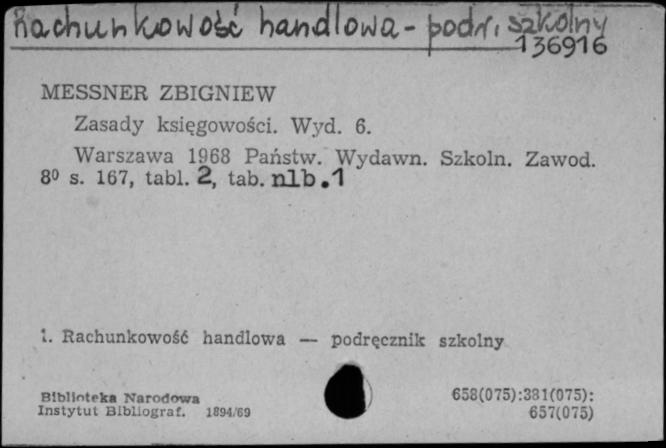 Rachunkowość handlowa - podr. szkolny
136916
MESSNER ZBIGNIEW
Zasady księgowości. Wyd. 6.
Warszawa 1968 Państw. Wydawn. Szkoln. Zawod.
8º s. 167, tabl. 2, tab. nlb. 1
1. Rachunkowość handlowa — podręcznik szkolny
Biblioteka Narodowa
Instytut Bibliograf. 1894/69
658(075):381(075):
657(075)